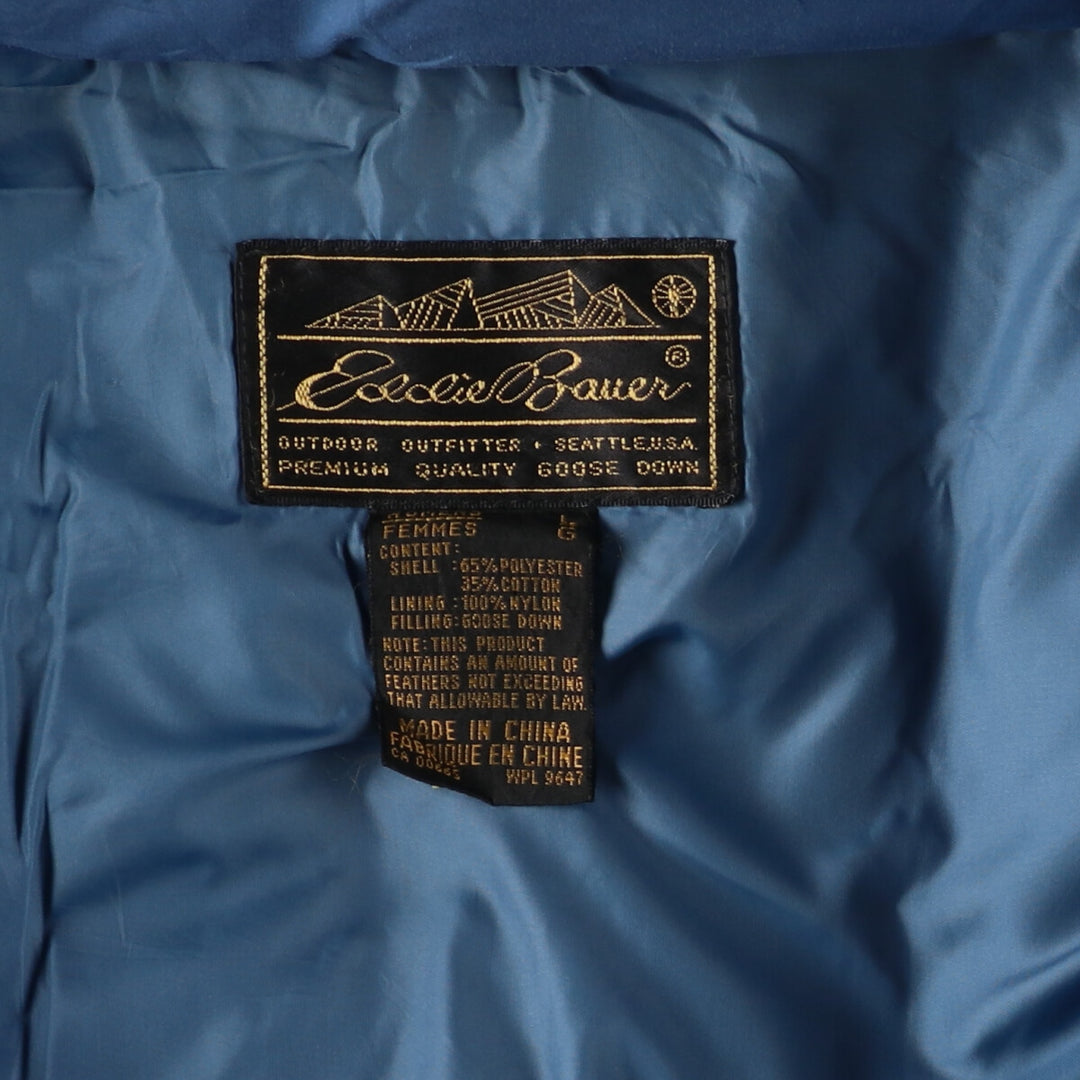 Eddie Bauer ®
OUTDOOR OUTFITTER • SEATTLE,U.S.A.
PREMIUM QUALITY GOOSE DOWN
FEMMES G
CONTENT:
SHELL :65%POLYESTER
35%COTTON
LINING :100%NYLON
FILLING:GOOSE DOWN
NOTE:THIS PRODUCT
CONTAINS AN AMOUNT OF
FEATHERS NOT EXCEEDING
THAT ALLOWABLE BY LAW.
MADE IN CHINA
FABRIQUE EN CHINE
CA WPL 9647